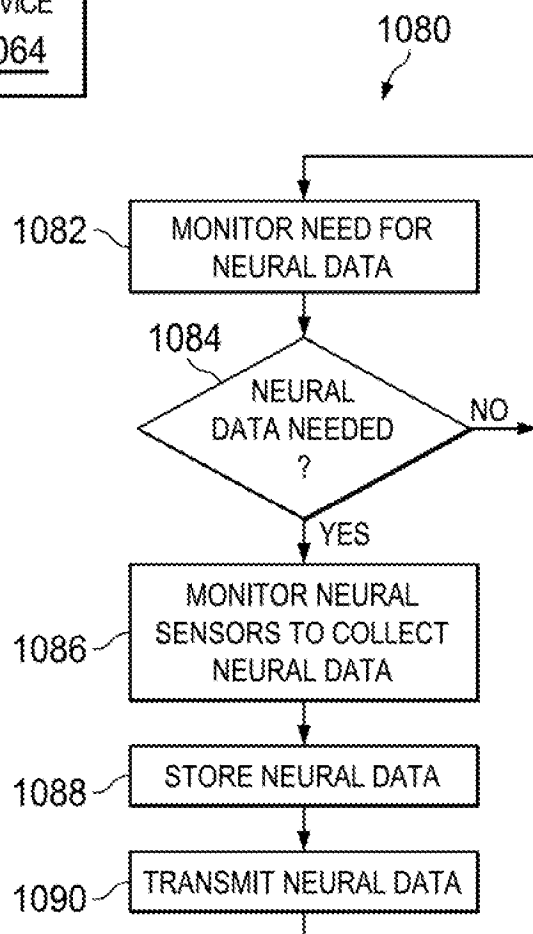 064
1080
1082
MONITOR NEED FOR
NEURAL DATA
1084
NEURAL
DATA NEEDED
?
NO
YES
1086
MONITOR NEURAL
SENSORS TO COLLECT
NEURAL DATA
1088
STORE NEURAL DATA
1090
TRANSMIT NEURAL DATA